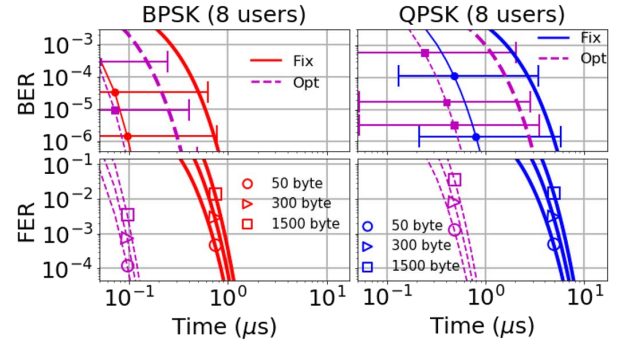 BPSK (8 users)
QPSK (8 users)
BER
10⁻³
10⁻⁴
10⁻⁵
10⁻⁶
Fix
Opt
Fix
Opt
FER
10⁻¹
10⁻²
10⁻³
10⁻⁴
50 byte
300 byte
1500 byte
50 byte
300 byte
1500 byte
10⁻¹ 10⁰ 10¹
10⁻¹ 10⁰ 10¹
Time (μs)
Time (μs)